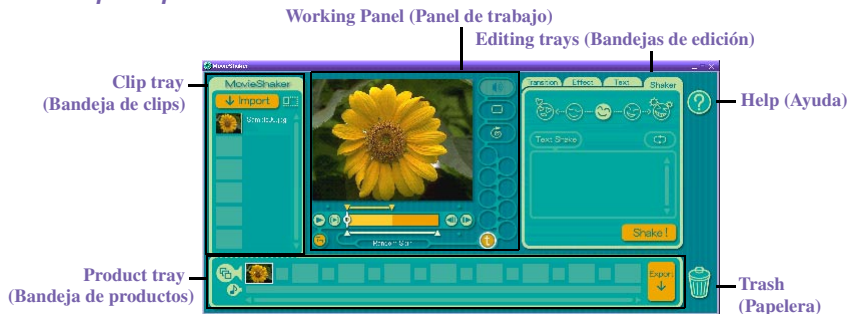 Working Panel (Panel de trabajo)
Editing trays (Bandejas de edición)
Clip tray
(Bandeja de clips)
MovieShaker
MovieShaker
Import
Transition
Effect
Text
Shaker
Help (Ayuda)
Text Shake
Shake!
Product tray
(Bandeja de productos)
Export
Trash
(Papelera)